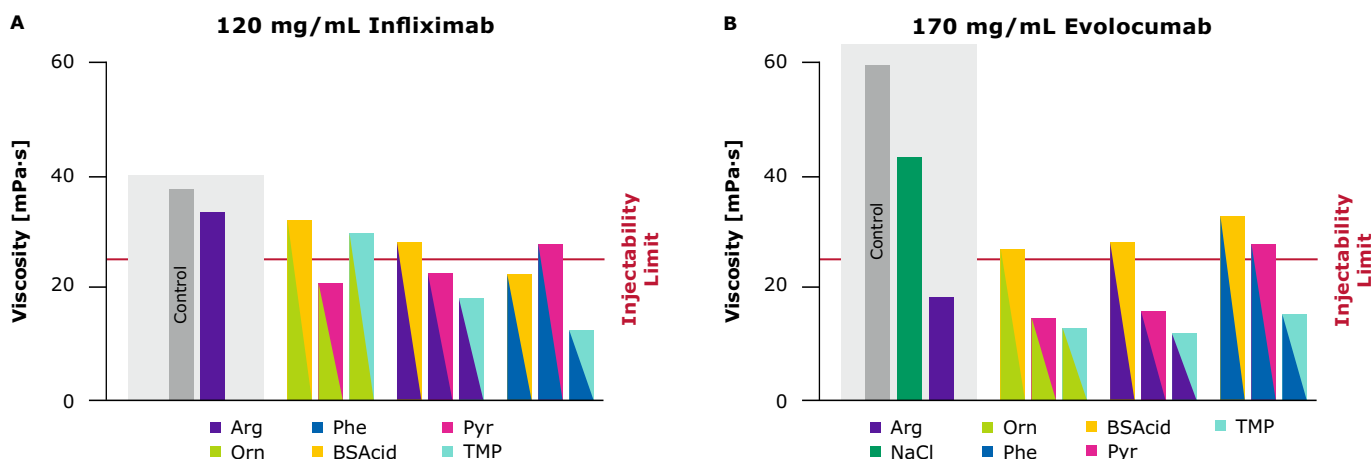 A
120 mg/mL Infliximab
Viscosity [mPa·s]
60
40
20
0
Control
Injectability
Limit
Arg
Phe
Pyr
Orn
BSAcid
TMP
B
170 mg/mL Evolocumab
Viscosity [mPa·s]
60
40
20
0
Control
Injectability
Limit
Arg
Orn
BSAcid
TMP
NaCl
Phe
Pyr